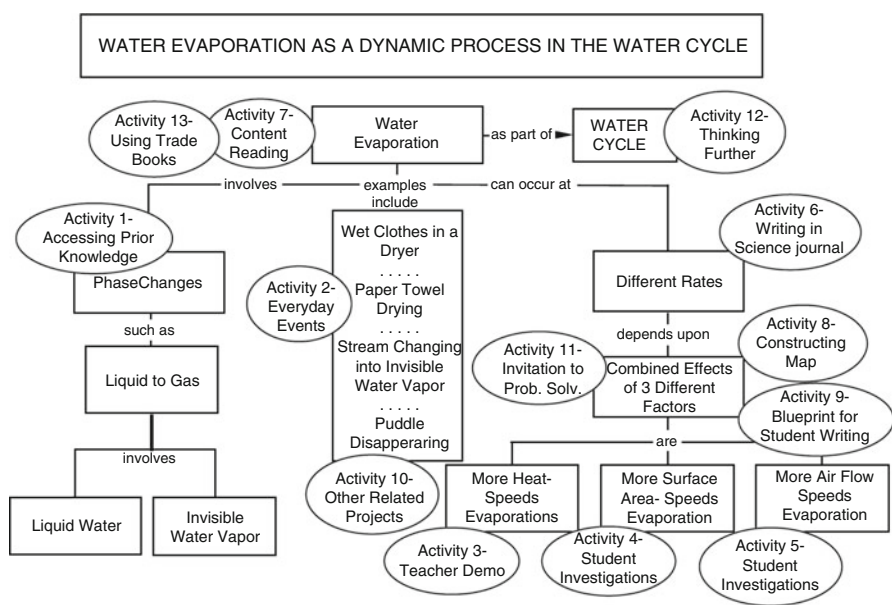 WATER EVAPORATION AS A DYNAMIC PROCESS IN THE WATER CYCLE
Activity 13-
Using Trade
Books
Activity 7-
Content
Reading
Water
Evaporation
as part of
WATER
CYCLE
Activity 12-
Thinking
Further
involves
examples
include
can occur at
Activity 1-
Accessing Prior
Knowledge
PhaseChanges
such as
Liquid to Gas
involves
Liquid Water
Invisible
Water Vapor
Wet Clothes in a
Dryer
. . . . .
Paper Towel
Drying
. . . . .
Stream Changing
into Invisible
Water Vapor
. . . . .
Puddle
Disapperaring
Activity 2-
Everyday
Events
Activity 10-
Other Related
Projects
Activity 6-
Writing in
Science journal
Different Rates
depends upon
Activity 8-
Constructing
Map
Activity 11-
Invitation to
Prob. Solv.
Combined Effects
of 3 Different
Factors
Activity 9-
Blueprint for
Student Writing
are
More Heat-
Speeds
Evaporations
More Surface
Area- Speeds
Evaporation
More Air Flow
Speeds
Evaporation
Activity 3-
Teacher Demo
Activity 4-
Student
Investigations
Activity 5-
Student
Investigations